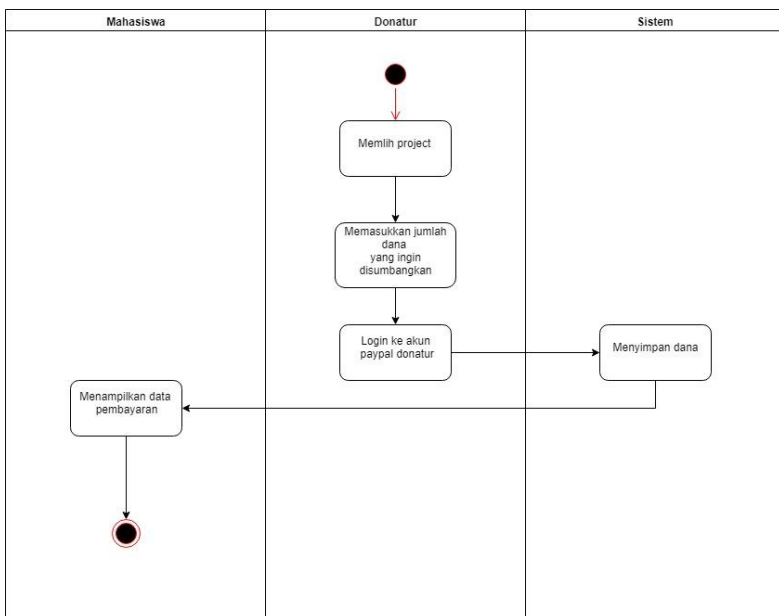 Mahasiswa
Donatur
Sistem
Memlih project
Memasukkan jumlah
dana
yang ingin
disumbangkan
Login ke akun
paypal donatur
Menyimpan dana
Menampilkan data
pembayaran